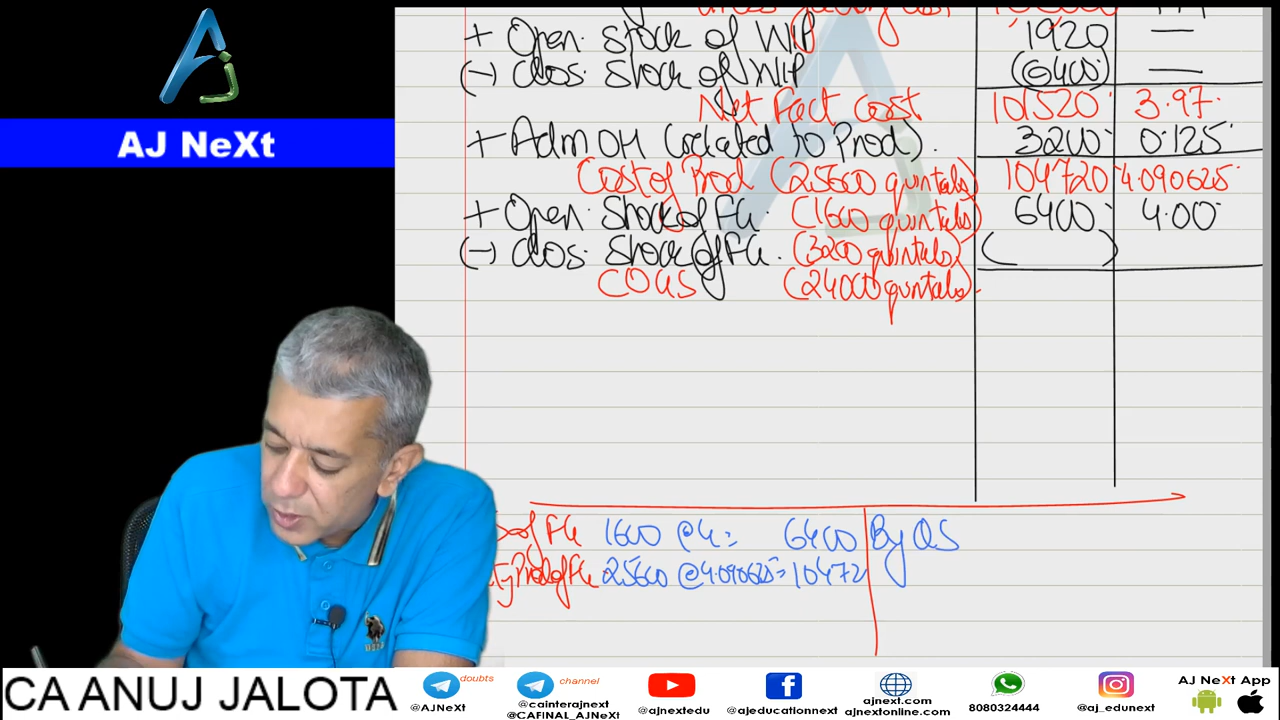 AJ NeXt
+ Open. stock of WIP 1920 —
(-) Clos. Stock of WIP (6400) —
Net Fact cost 101520 3.97
+ Adm OH (related to Prod). 3200 0.125
Cost of Prod (25600 quintals) 104720 4.090625
+ Open. Stock of FG. (1600 quintals) 6400 4.00
(-) Clos. Stock of FG. (3200 quintals) ( )
COGS (24000 quintals).
of FG 1600 @4= 6400 By OS
Prod of FG 25600 @4.090625= 10472
CA ANUJ JALOTA
doubts
@AJNeXt
channel
@cainterajnext
@CAFINAL_AJNeXt
@ajnextedu
@ajeducationnext
ajnext.com
ajnextonline.com
8080324444
@aj_edunext
AJ NeXt App